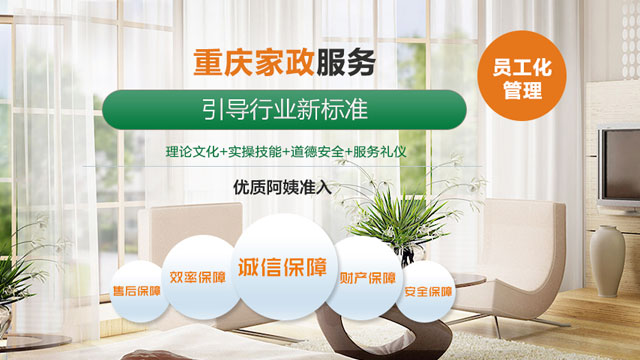 重庆家政服务
员工化
管理
引导行业新标准
理论文化+实操技能+道德安全+服务礼仪
优质阿姨准入
售后保障
效率保障
诚信保障
财产保障
安全保障